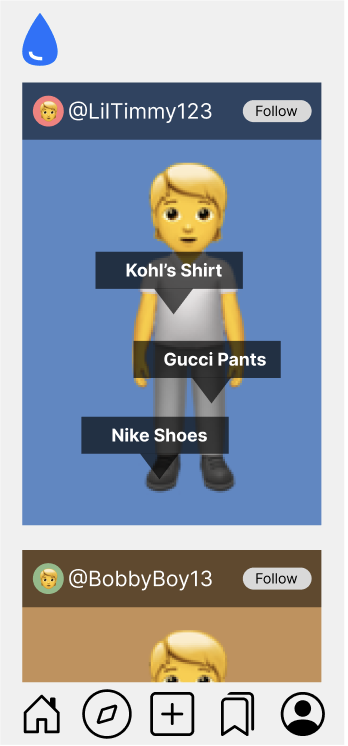 @LilTimmy123
Follow
Kohl's Shirt
Gucci Pants
Nike Shoes
@BobbyBoy13
Follow